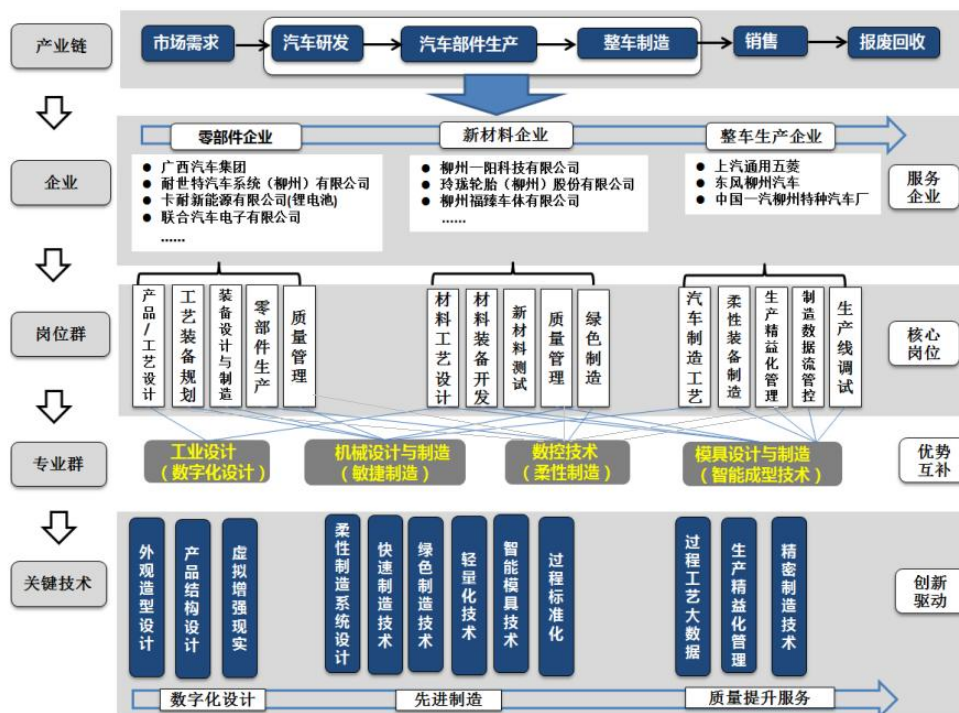 产业链
市场需求
汽车研发
汽车部件生产
整车制造
销售
报废回收
企业
零部件企业
广西汽车集团
耐世特汽车系统（柳州）有限公司
卡耐新能源有限公司(锂电池)
联合汽车电子有限公司
……
新材料企业
柳州一阳科技有限公司
玲珑轮胎（柳州）股份有限公司
柳州福臻车体有限公司
……
整车生产企业
上汽通用五菱
东风柳州汽车
中国一汽柳州特种汽车厂
服务
企业
岗位群
产品/工艺设计
工艺装备规划
装备设计与制造
零部件生产
质量管理
材料工艺设计
材料装备开发
新材料测试
质量管理
绿色制造
汽车制造工艺
柔性装备制造
生产精益化管理
制造数据流管控
生产线调试
核心
岗位
专业群
工业设计
（数字化设计）
机械设计与制造
（敏捷制造）
数控技术
（柔性制造）
模具设计与制造
（智能成型技术）
优势
互补
关键技术
外观造型设计
产品结构设计
虚拟增强现实
柔性制造系统设计
快速制造技术
绿色制造技术
轻量化技术
智能模具技术
过程标准化
过程工艺大数据
生产精益化管理
精密制造技术
创新
驱动
数字化设计
先进制造
质量提升服务